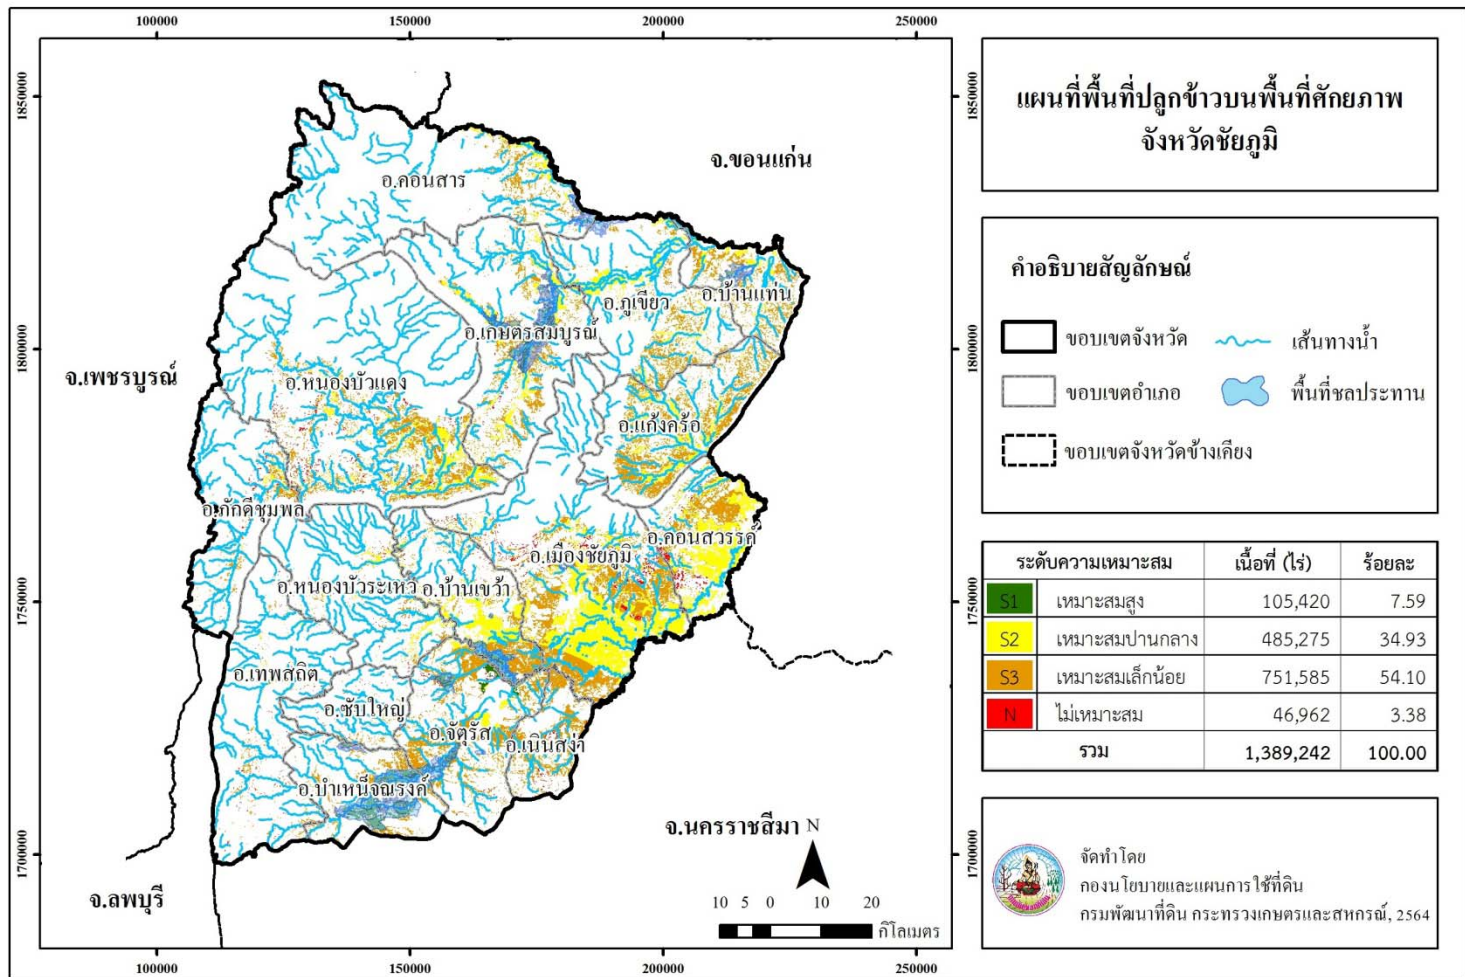 100000
150000
200000
250000
1850000
1800000
1750000
1700000
จ.ขอนแก่น
อ.คอนสาร
อ.ภูเขียว
อ.บ้านแท่น
อ.เกษตรสมบูรณ์
จ.เพชรบูรณ์
อ.หนองบัวแดง
อ.แก้งคร้อ
อ.ภักดีชุมพล
อ.คอนสวรรค์
อ.เมืองชัยภูมิ
อ.หนองบัวระเหว
อ.บ้านเขว้า
อ.เทพสถิต
อ.ซับใหญ่
อ.จัตุรัส
อ.เนินสง่า
อ.บำเหน็จณรงค์
จ.นครราชสีมา
N
จ.ลพบุรี
10 5 0 10 20
กิโลเมตร
100000
150000
200000
250000
1850000
1800000
1750000
1700000
แผนที่พื้นที่ปลูกข้าวบนพื้นที่ศักยภาพ
จังหวัดชัยภูมิ
คำอธิบายสัญลักษณ์
ขอบเขตจังหวัด
เส้นทางน้ำ
ขอบเขตอำเภอ
พื้นที่ชลประทาน
ขอบเขตจังหวัดข้างเคียง
ระดับความเหมาะสม เนื้อที่ (ไร่) ร้อยละ
S1 เหมาะสมสูง 105,420 7.59
S2 เหมาะสมปานกลาง 485,275 34.93
S3 เหมาะสมเล็กน้อย 751,585 54.10
N ไม่เหมาะสม 46,962 3.38
รวม 1,389,242 100.00
จัดทำโดย
กองนโยบายและแผนการใช้ที่ดิน
กรมพัฒนาที่ดิน กระทรวงเกษตรและสหกรณ์, 2564